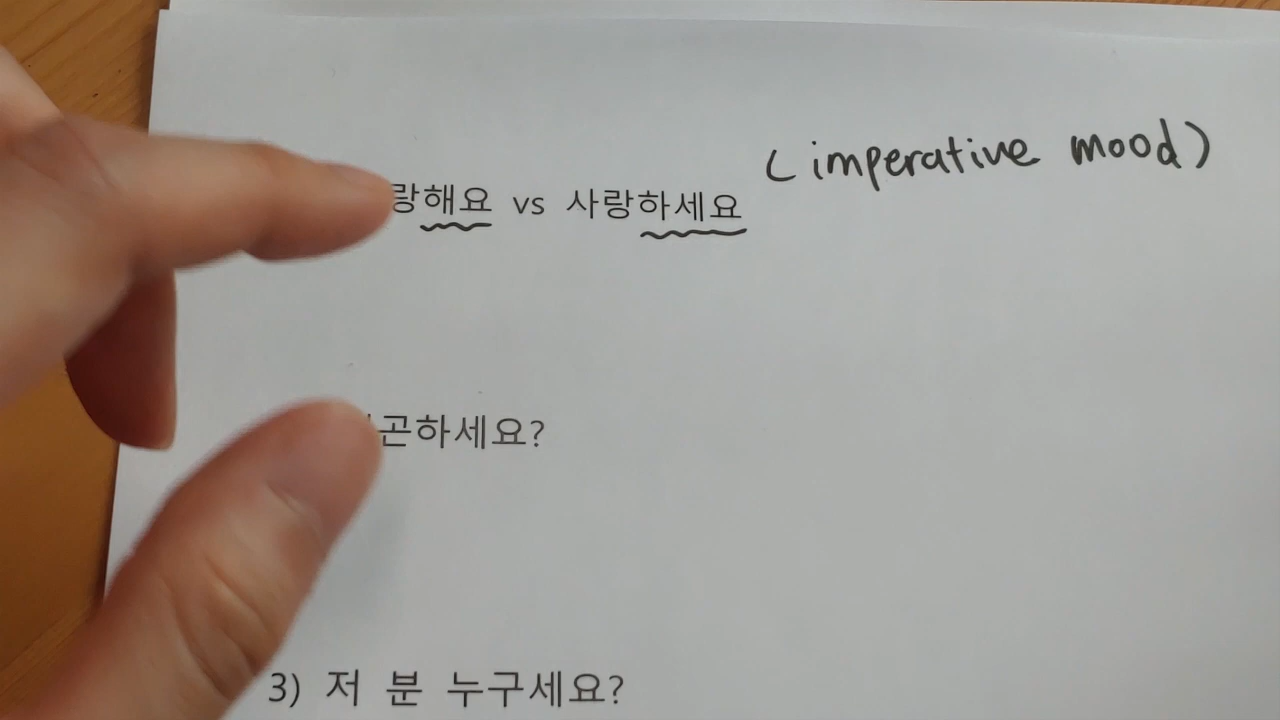 (imperative mood)
랑해요 vs 사랑하세요
곤하세요?
3) 저 분 누구세요?